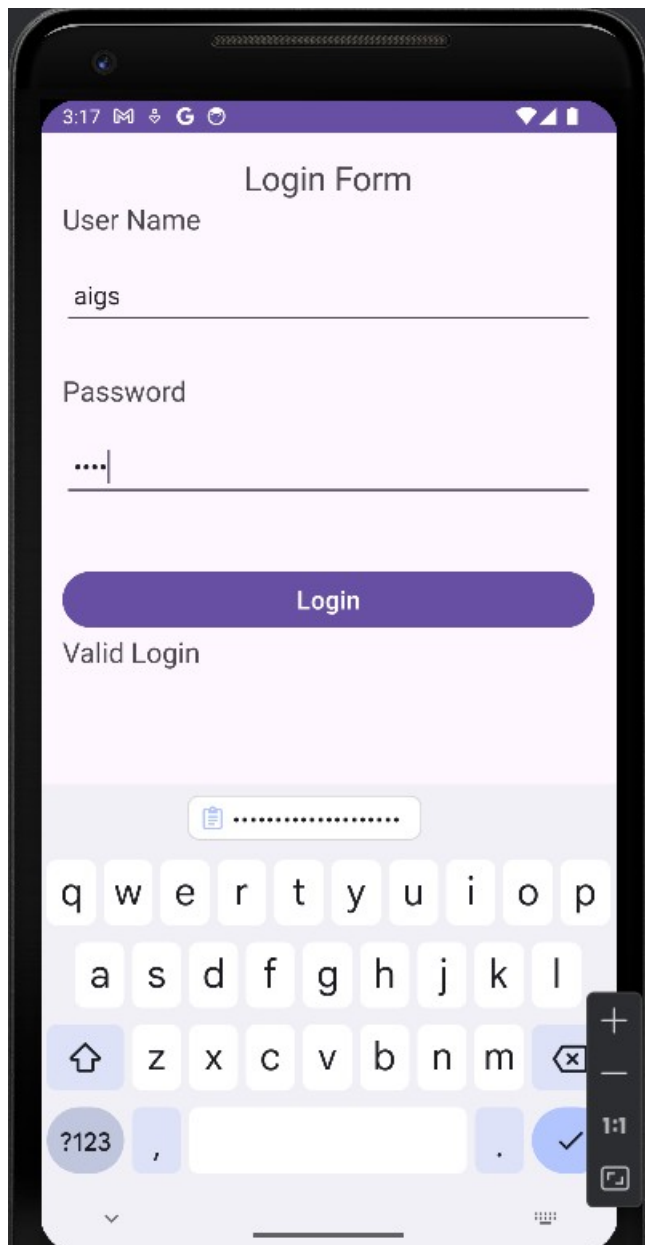 3:17 M G
Login Form
User Name
aigs
Password
••••
Login
Valid Login
••••••••••••••••••••
q w e r t y u i o p
a s d f g h j k l
z x c v b n m
?123 , .
1:1